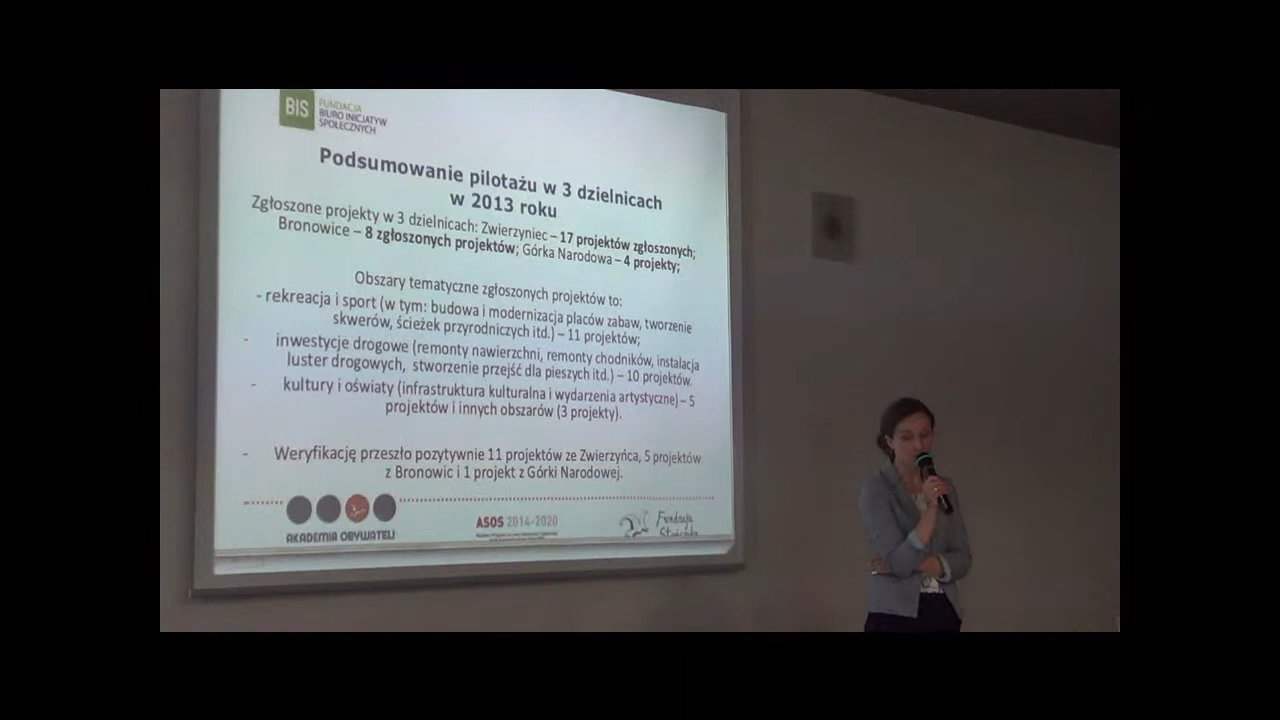 BIS
FUNDACJA
BIURO INICJATYW
SPOŁECZNYCH
Podsumowanie pilotażu w 3 dzielnicach
w 2013 roku
Zgłoszone projekty w 3 dzielnicach: Zwierzyniec – 17 projektów zgłoszonych;
Bronowice – 8 zgłoszonych projektów; Górka Narodowa – 4 projekty;
Obszary tematyczne zgłoszonych projektów to:
- rekreacja i sport (w tym: budowa i modernizacja placów zabaw, tworzenie
skwerów, ścieżek przyrodniczych itd.) – 11 projektów;
- inwestycje drogowe (remonty nawierzchni, remonty chodników, instalacja
luster drogowych, stworzenie przejść dla pieszych itd.) – 10 projektów.
- kultury i oświaty (infrastruktura kulturalna i wydarzenia artystyczne) – 5
projektów i innych obszarów (3 projekty).
- Weryfikację przeszło pozytywnie 11 projektów ze Zwierzyńca, 5 projektów
z Bronowic i 1 projekt z Górki Narodowej.
AKADEMIA OBYWATELI
ASOS 2014-2020
Fundacja